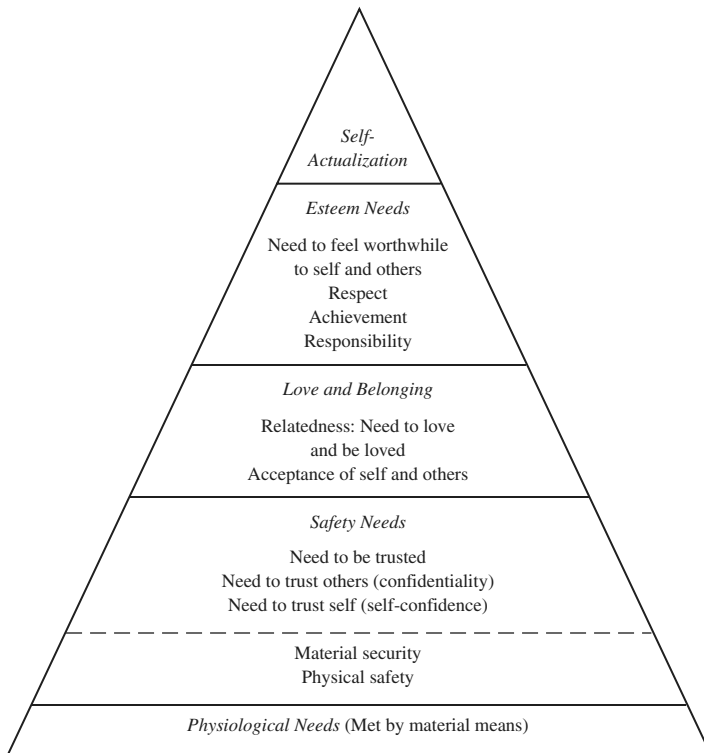 Self-
Actualization
Esteem Needs
Need to feel worthwhile
to self and others
Respect
Achievement
Responsibility
Love and Belonging
Relatedness: Need to love
and be loved
Acceptance of self and others
Safety Needs
Need to be trusted
Need to trust others (confidentiality)
Need to trust self (self-confidence)
Material security
Physical safety
Physiological Needs (Met by material means)